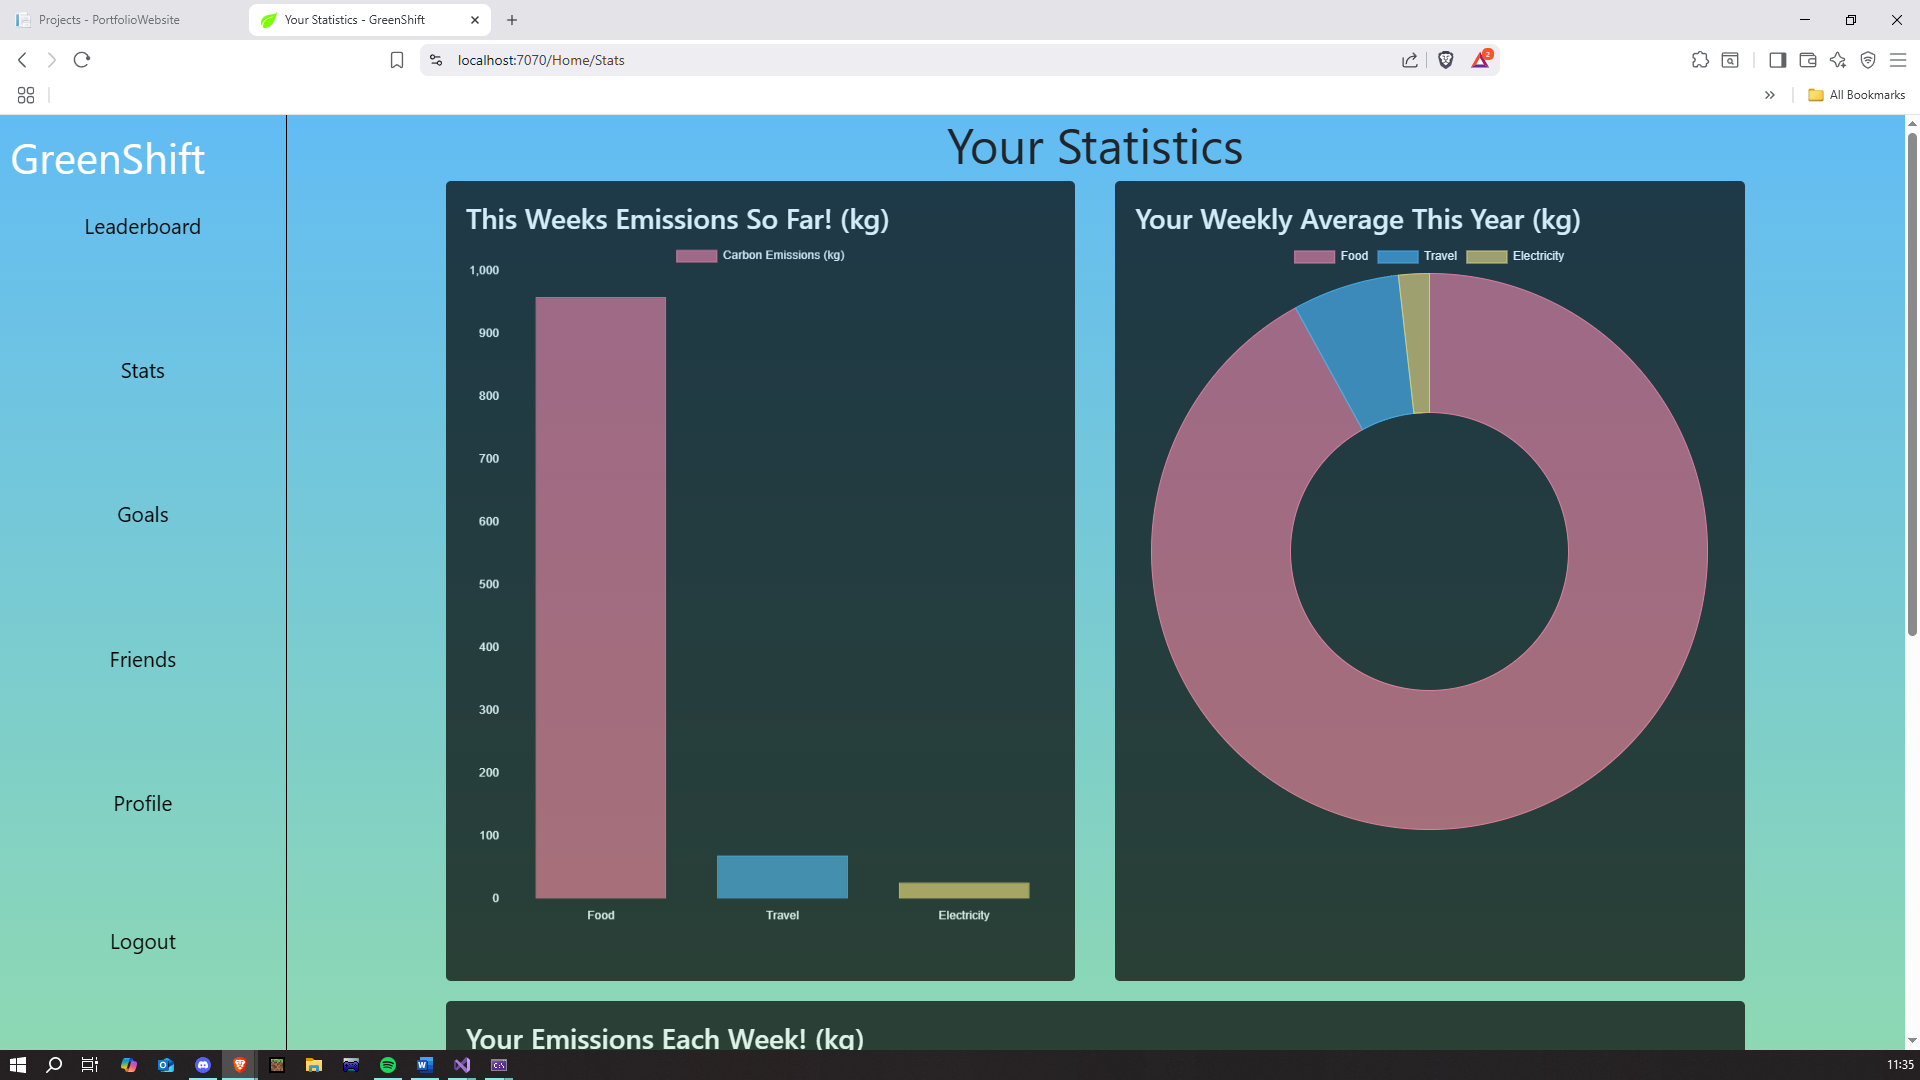 Projects - PortfolioWebsite
Your Statistics - GreenShift
localhost:7070/Home/Stats
2
All Bookmarks
GreenShift
Leaderboard
Stats
Goals
Friends
Profile
Logout
Your Statistics
This Weeks Emissions So Far! (kg)
Carbon Emissions (kg)
1,000
900
800
700
600
500
400
300
200
100
0
Food Travel Electricity
Your Weekly Average This Year (kg)
Food Travel Electricity
Your Emissions Each Week! (kg)
11:35